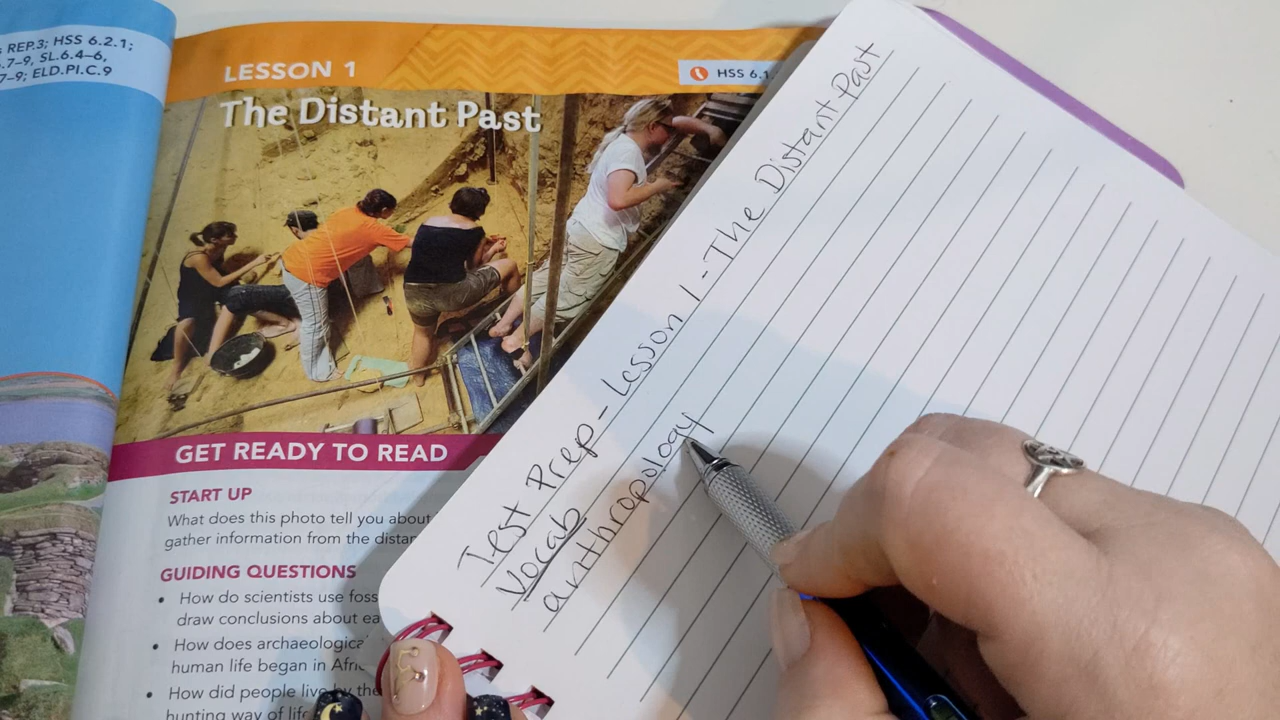 REP.3; HSS 6.2.1;
.7–9, SL.6.4–6,
7–9; ELD.PI.C.9
LESSON 1
HSS 6.1.
The Distant Past
GET READY TO READ
START UP
What does this photo tell you about
gather information from the distan
GUIDING QUESTIONS
• How do scientists use foss
draw conclusions about ea
• How does archaeologica
human life began in Afri
• How did people live by the
hunting way of life
Test Prep - Lesson 1 - The Distant Past
Vocab
anthropology